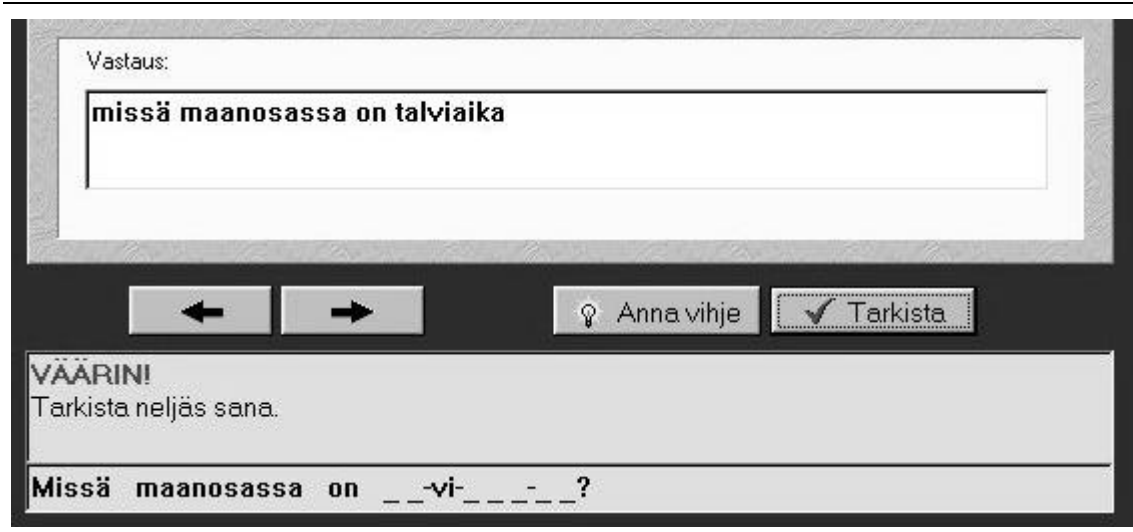 Vastaus:
missä maanosassa on talviaika
Anna vihje Tarkista
VÄÄRIN!
Tarkista neljäs sana.
Missä maanosassa on _ _-vi-_ _ _-_ _?